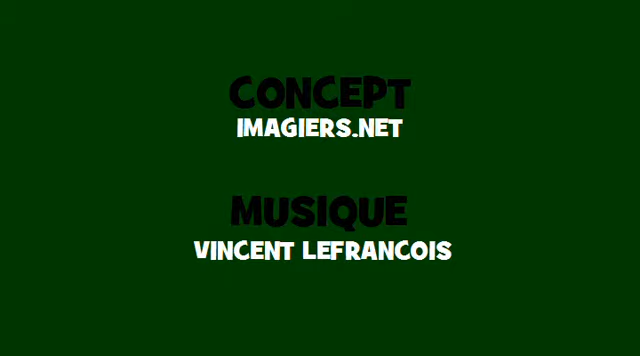 CONCEPT
IMAGIERS.NET
MUSIQUE
VINCENT LEFRANCOIS